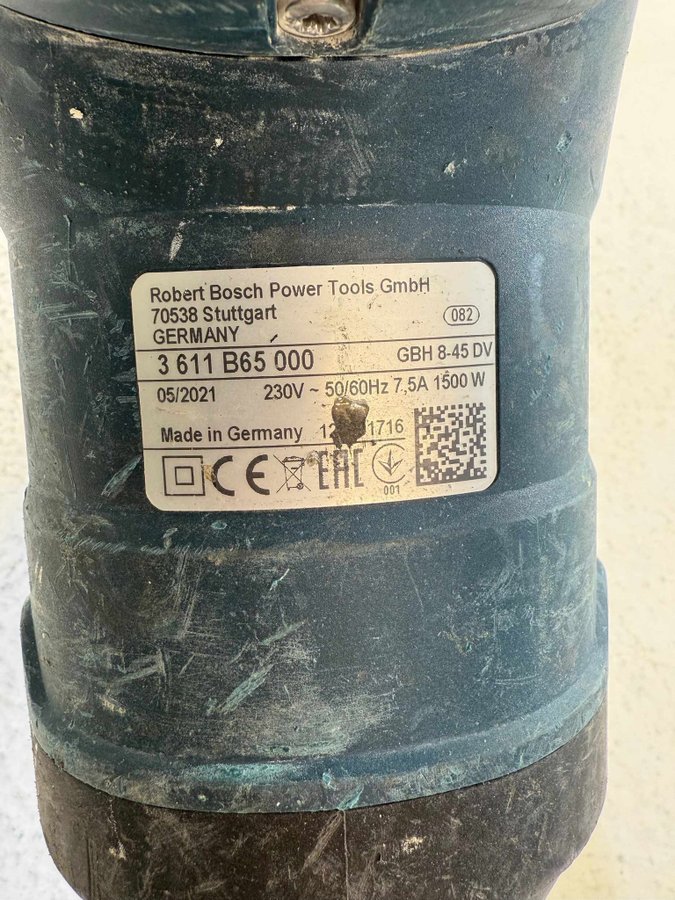 Robert Bosch Power Tools GmbH
70538 Stuttgart
082
GERMANY
3 611 B65 000 GBH 8-45 DV
05/2021 230V ~ 50/60Hz 7,5A 1500 W
Made in Germany
CE EAC
001